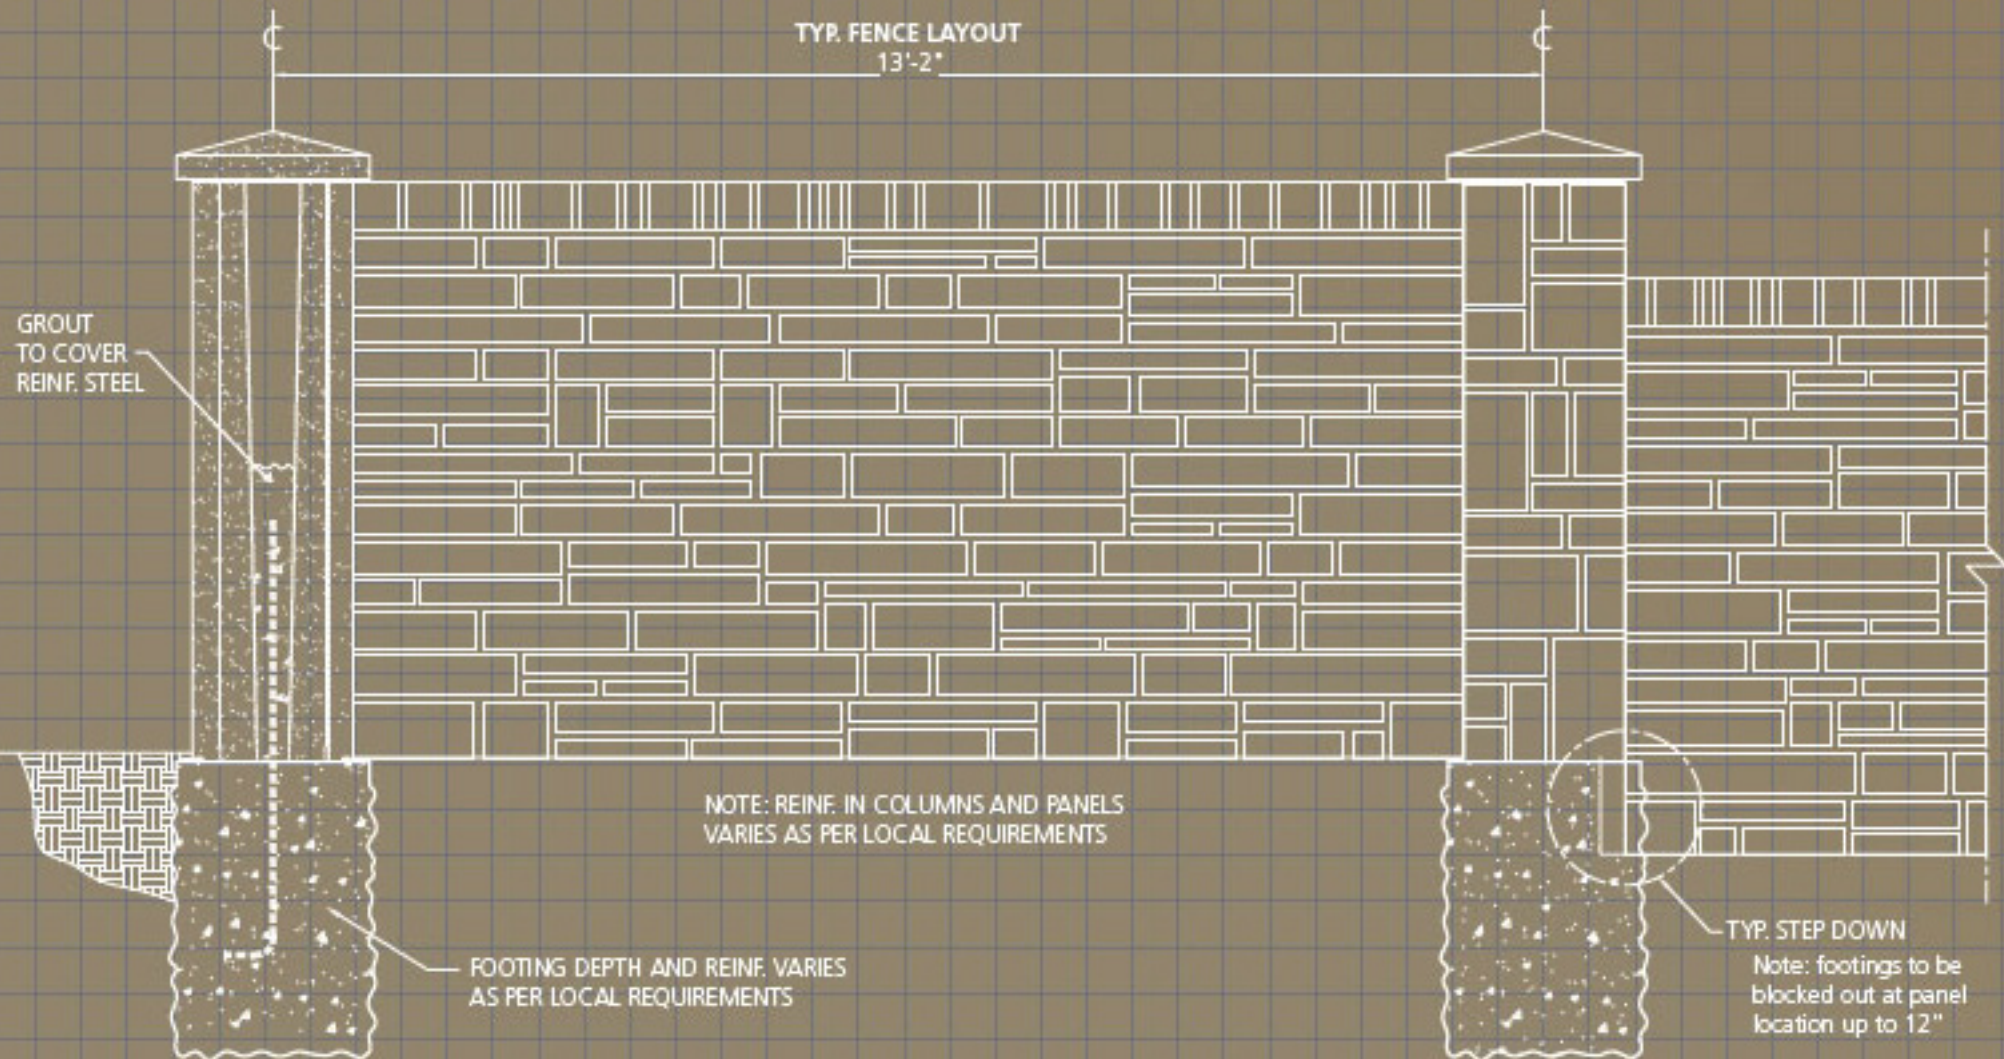 ℄
TYP. FENCE LAYOUT
℄
13'-2"
GROUT
TO COVER
REINF. STEEL
NOTE: REINF. IN COLUMNS AND PANELS
VARIES AS PER LOCAL REQUIREMENTS
FOOTING DEPTH AND REINF. VARIES
AS PER LOCAL REQUIREMENTS
TYP. STEP DOWN
Note: footings to be
blocked out at panel
location up to 12"